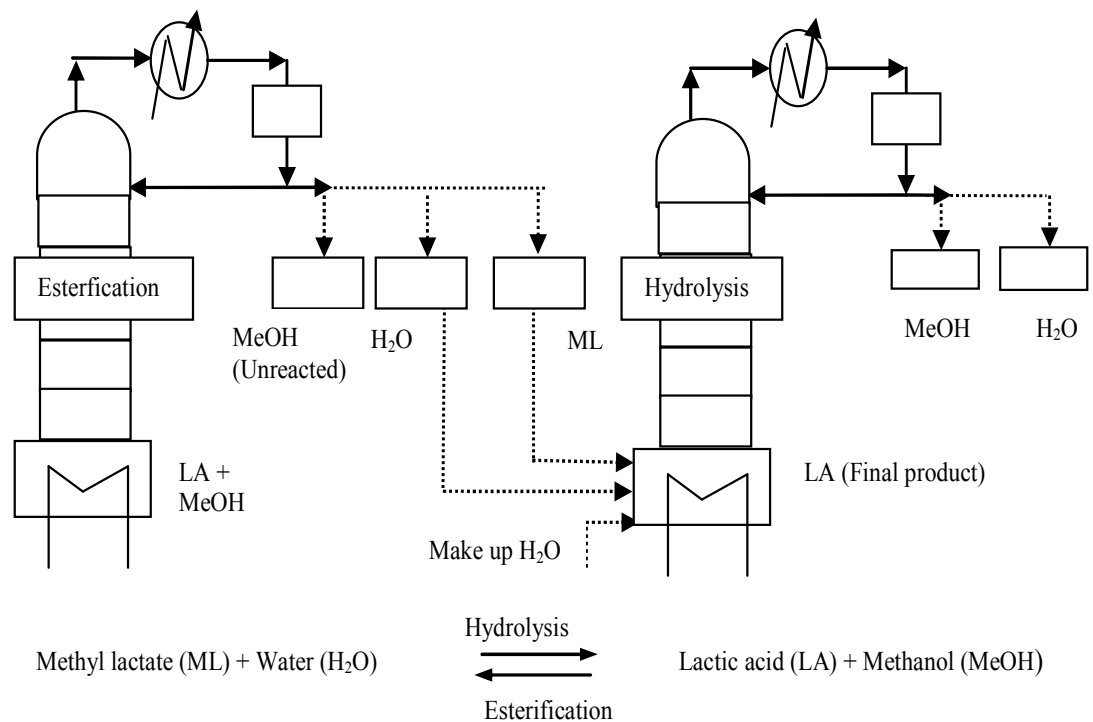 Esterfication
Hydrolysis
MeOH
(Unreacted)
H₂O
ML
MeOH
H₂O
LA +
MeOH
LA (Final product)
Make up H₂O
Hydrolysis
Methyl lactate (ML) + Water (H₂O)
Lactic acid (LA) + Methanol (MeOH)
Esterification